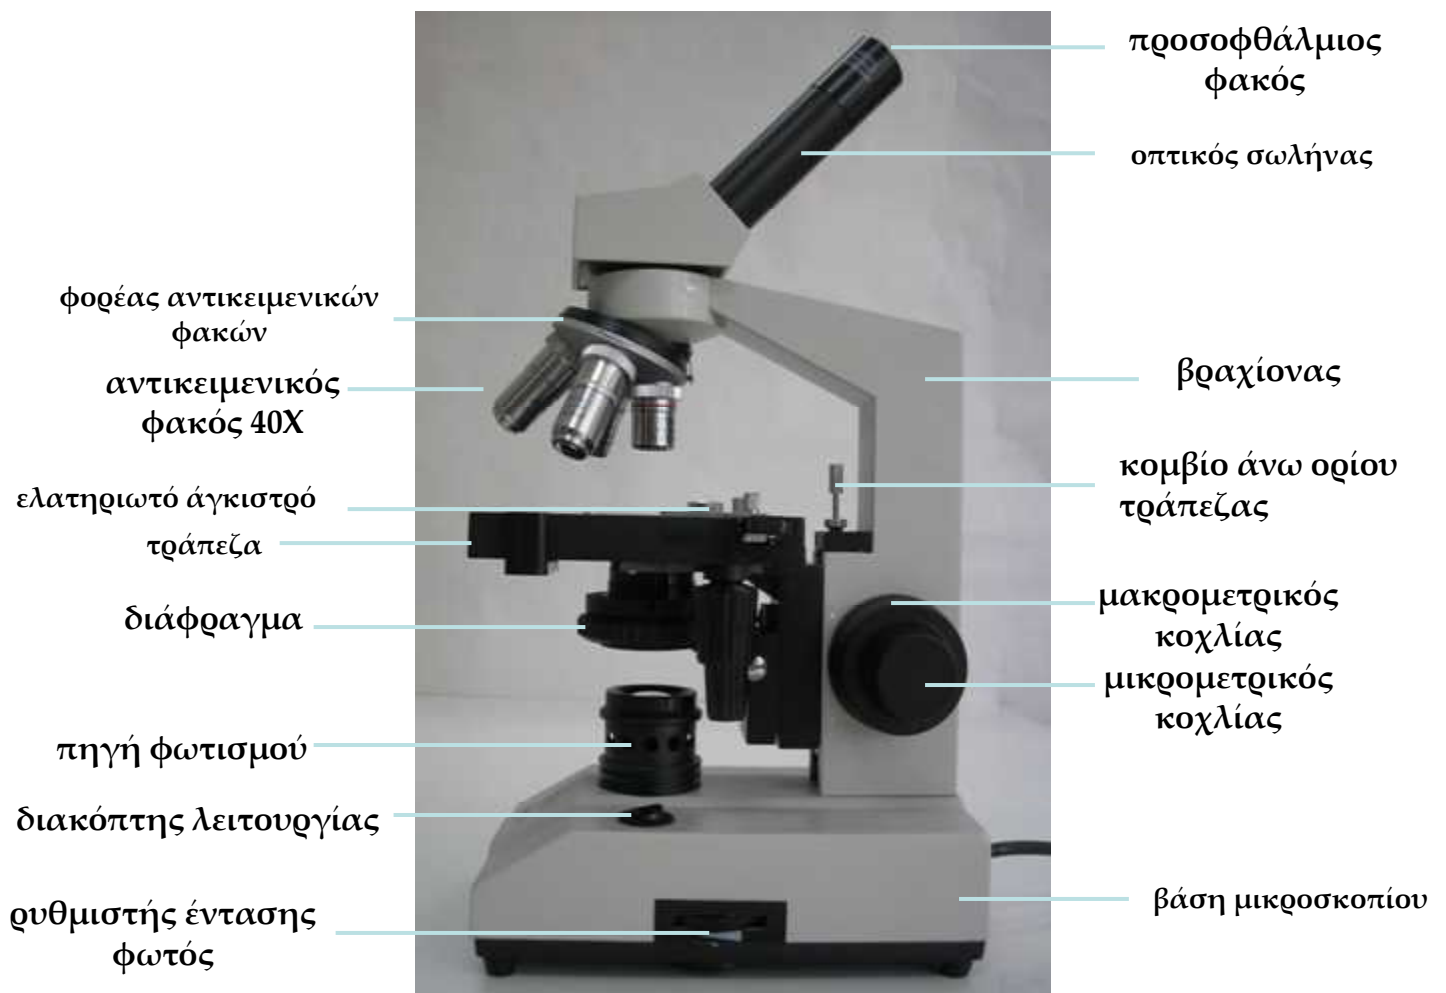 προσοφθάλμιος
φακός
οπτικός σωλήνας
φορέας αντικειμενικών
φακών
αντικειμενικός
φακός 40Χ
βραχίονας
κομβίο άνω ορίου
τράπεζας
ελατηριωτό άγκιστρό
τράπεζα
διάφραγμα
μακρομετρικός
κοχλίας
μικρομετρικός
κοχλίας
πηγή φωτισμού
διακόπτης λειτουργίας
ρυθμιστής έντασης
φωτός
βάση μικροσκοπίου